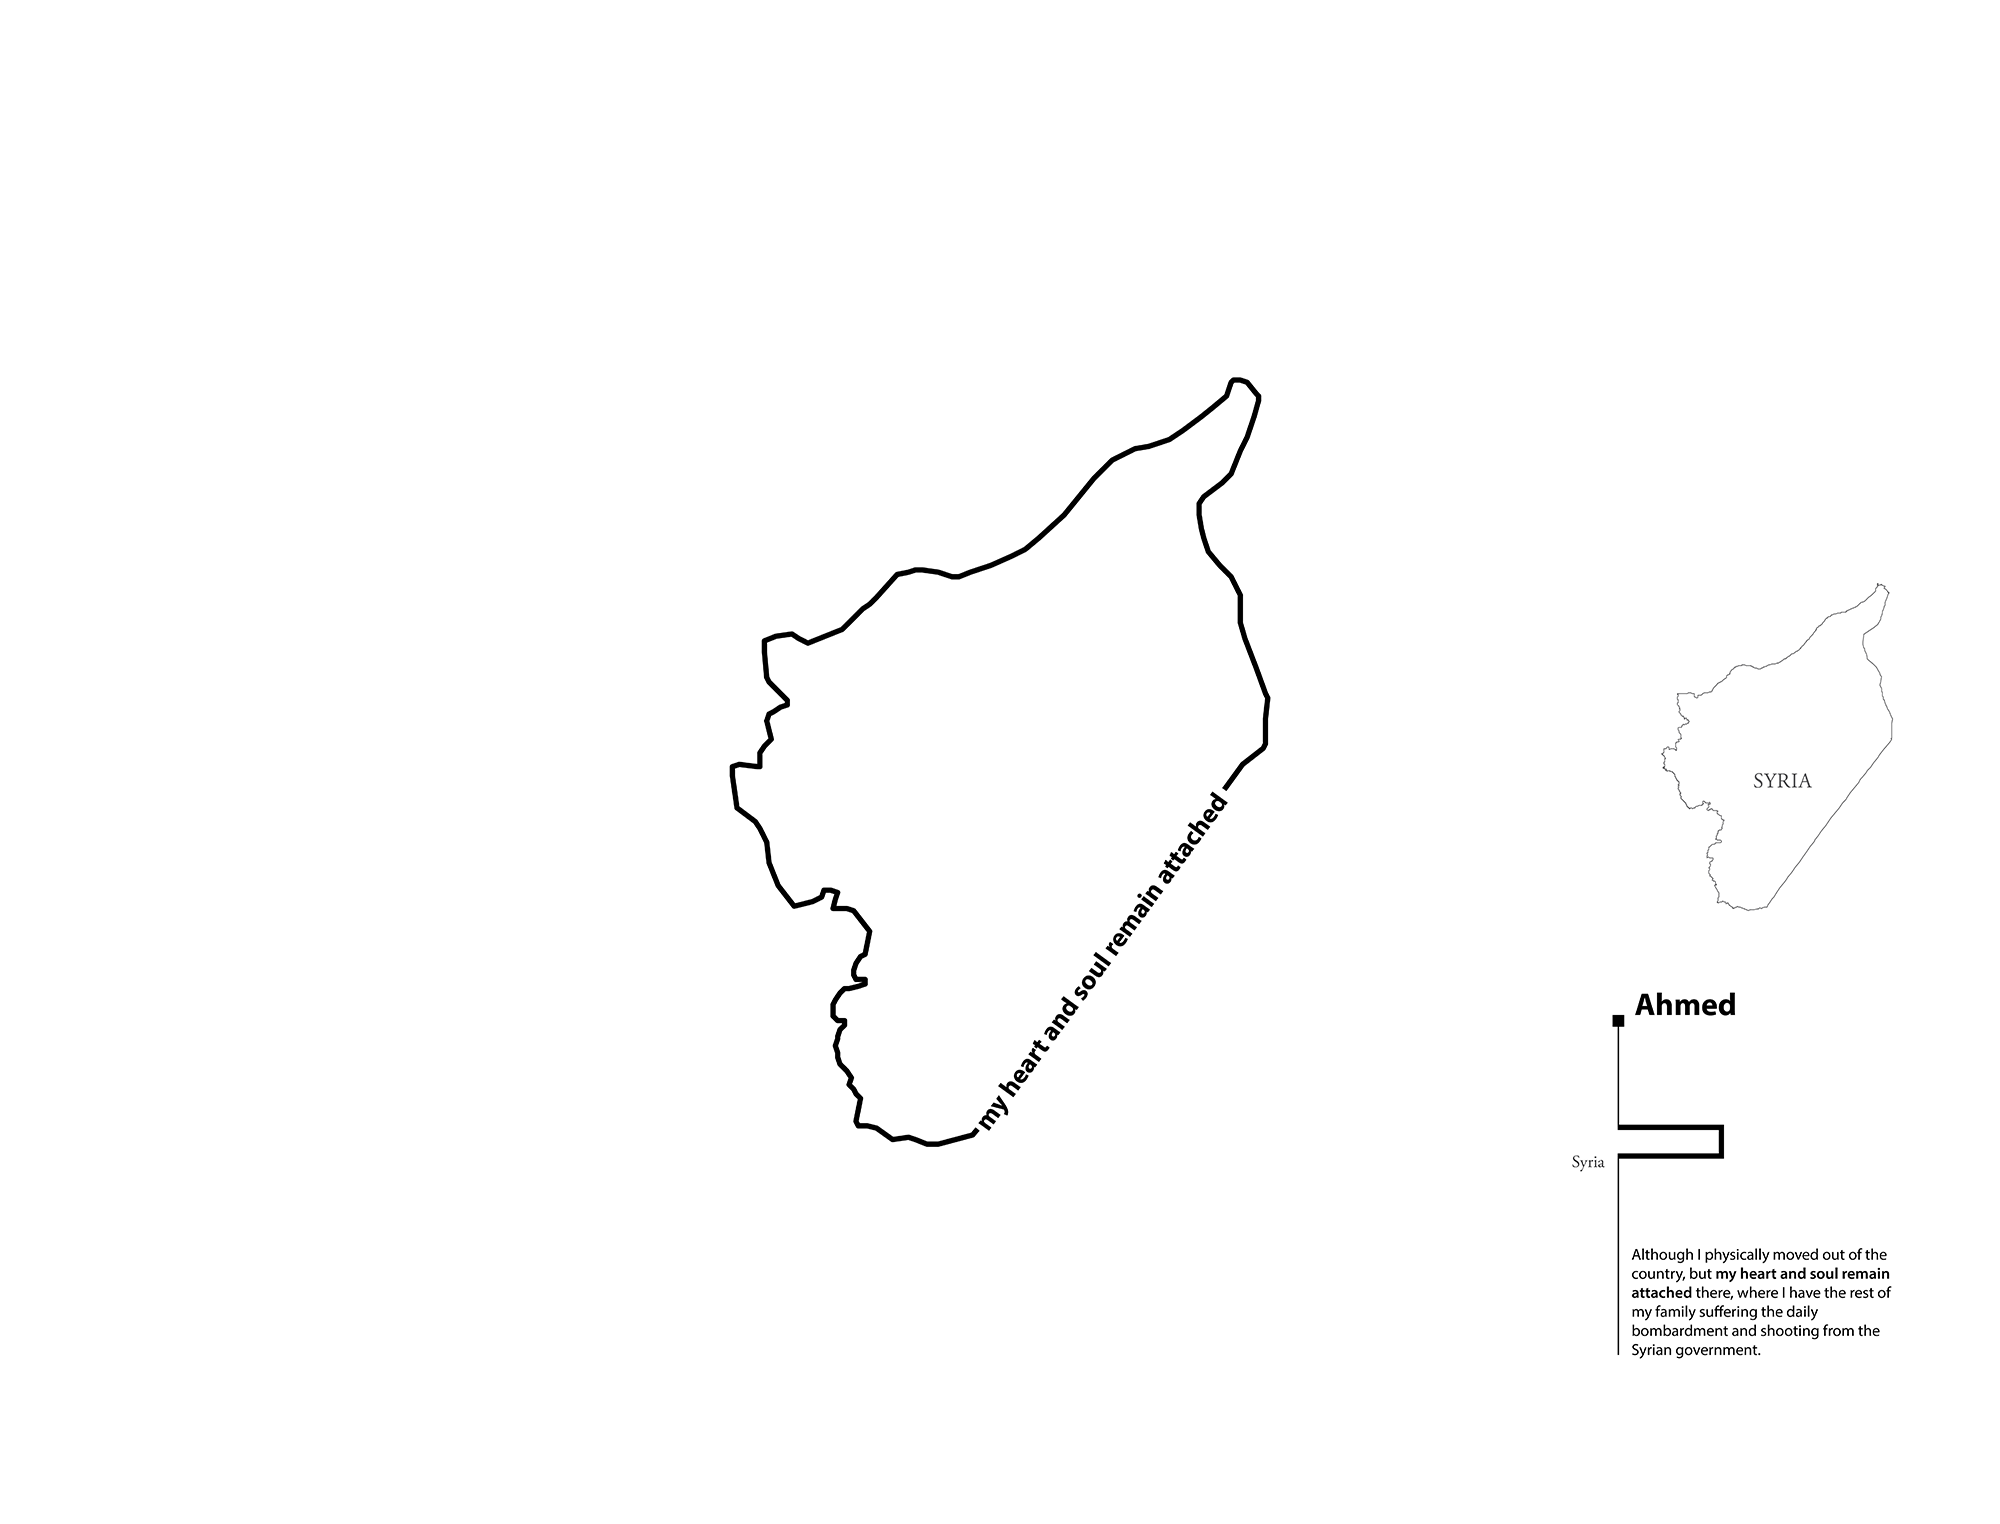 my heart and soul remain attached
SYRIA
Ahmed
Syria
Although I physically moved out of the
country, but my heart and soul remain
attached there, where I have the rest of
my family suffering the daily
bombardment and shooting from the
Syrian government.